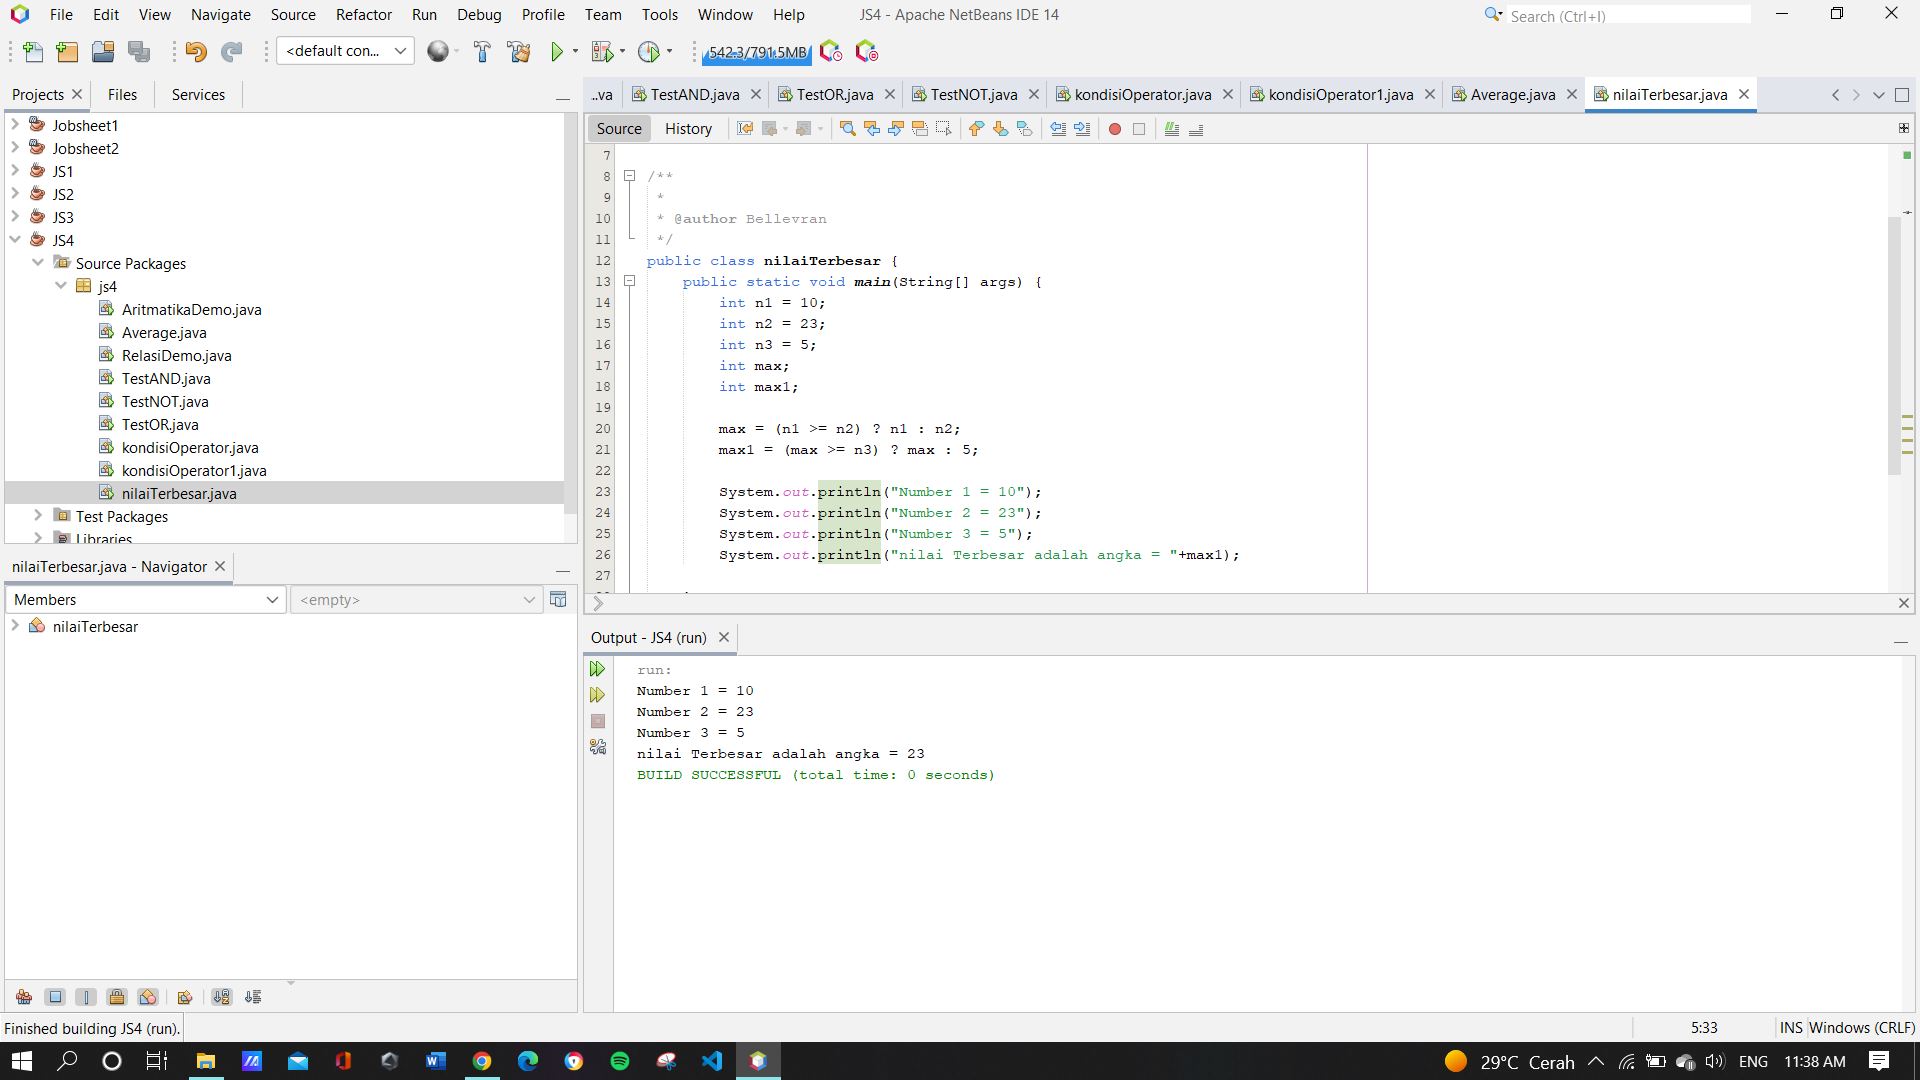 File Edit View Navigate Source Refactor Run Debug Profile Team Tools Window Help JS4 - Apache NetBeans IDE 14 Search (Ctrl+I)
<default con... 542.3/791.5MB
Projects Files Services
..va TestAND.java TestOR.java TestNOT.java kondisiOperator.java kondisiOperator1.java Average.java nilaiTerbesar.java
Source History
Jobsheet1
Jobsheet2
JS1
JS2
JS3
JS4
Source Packages
js4
AritmatikaDemo.java
Average.java
RelasiDemo.java
TestAND.java
TestNOT.java
TestOR.java
kondisiOperator.java
kondisiOperator1.java
nilaiTerbesar.java
Test Packages
Libraries
nilaiTerbesar.java - Navigator
Members <empty>
nilaiTerbesar
7
8 /**
9 *
10 * @author Bellevran
11 */
12 public class nilaiTerbesar {
13 public static void main(String[] args) {
14 int n1 = 10;
15 int n2 = 23;
16 int n3 = 5;
17 int max;
18 int max1;
19
20 max = (n1 >= n2) ? n1 : n2;
21 max1 = (max >= n3) ? max : 5;
22
23 System.out.println("Number 1 = 10");
24 System.out.println("Number 2 = 23");
25 System.out.println("Number 3 = 5");
26 System.out.println("nilai Terbesar adalah angka = "+max1);
27
Output - JS4 (run)
run:
Number 1 = 10
Number 2 = 23
Number 3 = 5
nilai Terbesar adalah angka = 23
BUILD SUCCESSFUL (total time: 0 seconds)
Finished building JS4 (run). 5:33 INS Windows (CRLF)
29°C Cerah ENG 11:38 AM